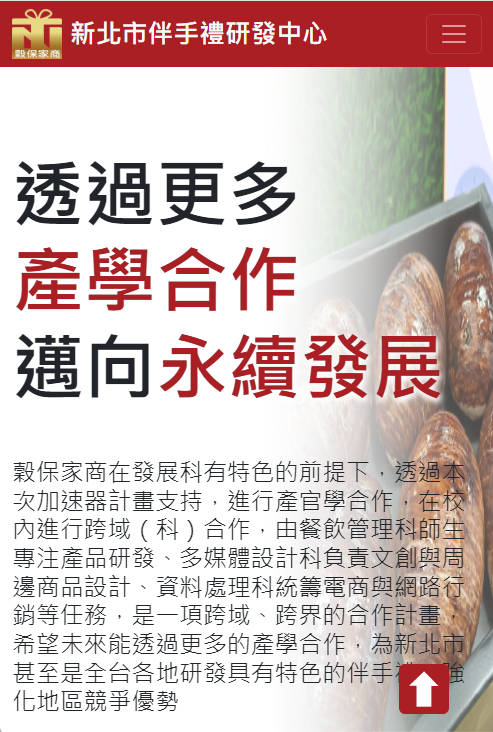 穀保家商
新北市伴手禮研發中心
透過更多
產學合作
邁向永續發展
穀保家商在發展科有特色的前提下，透過本
次加速器計畫支持，進行產官學合作，在校
內進行跨域（科）合作，由餐飲管理科師生
專注產品研發、多媒體設計科負責文創與周
邊商品設計、資料處理科統籌電商與網路行
銷等任務，是一項跨域、跨界的合作計畫，
希望未來能透過更多的產學合作，為新北市
甚至是全台各地研發具有特色的伴手禮 強
化地區競爭優勢